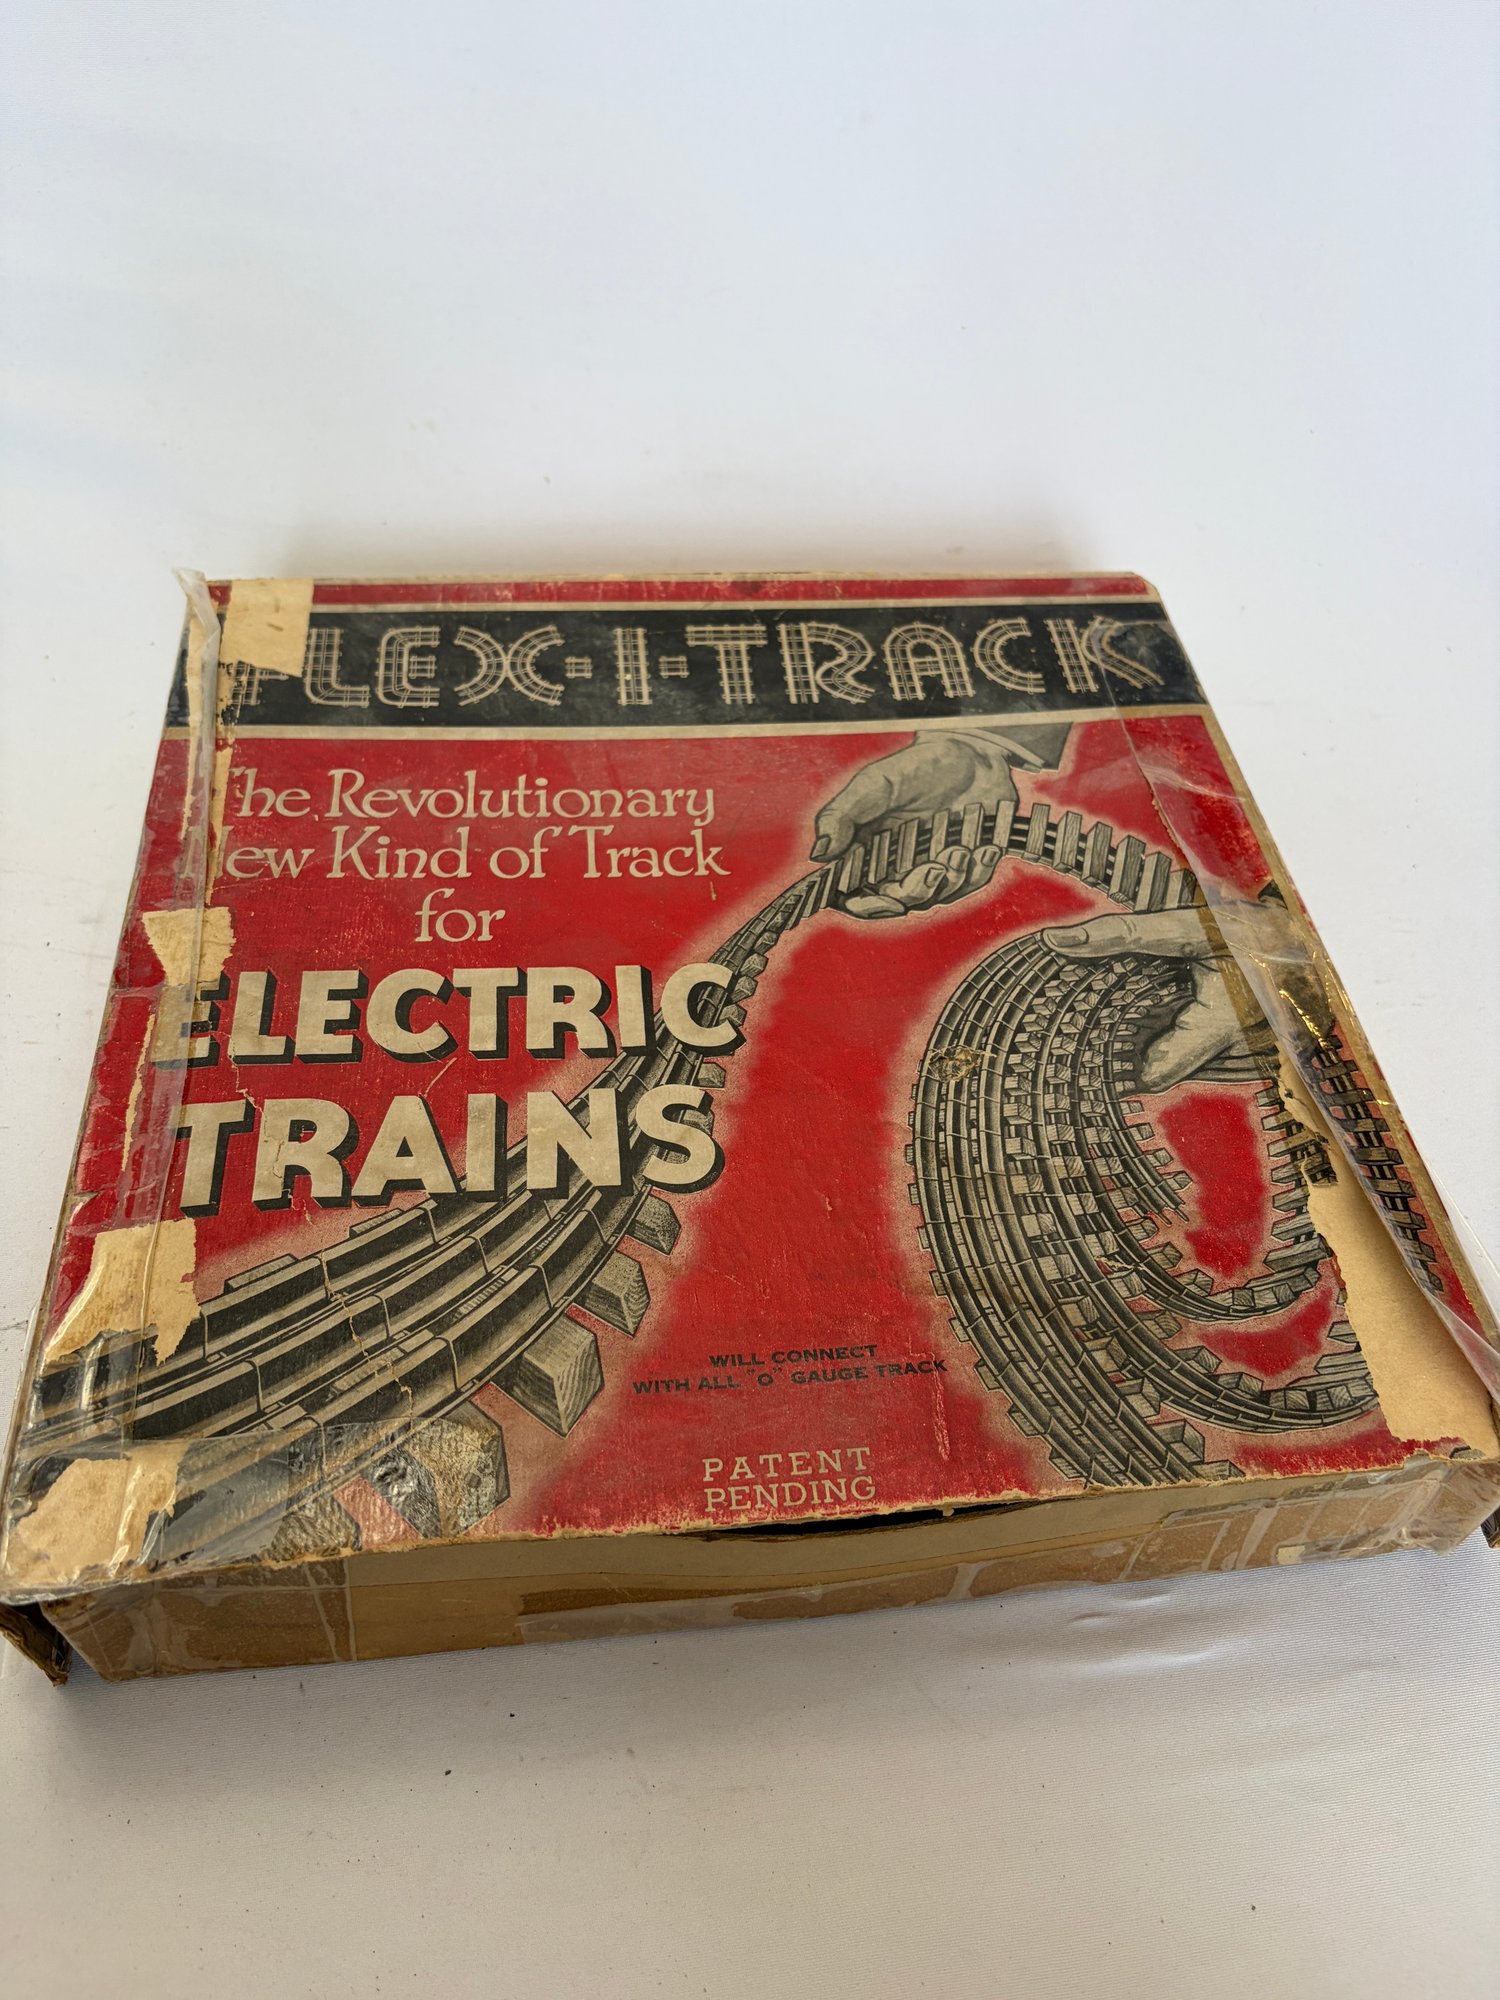 FLEX-I-TRACK
The Revolutionary
New Kind of Track
for
ELECTRIC
TRAINS
WILL CONNECT
WITH ALL "O" GAUGE TRACK
PATENT
PENDING